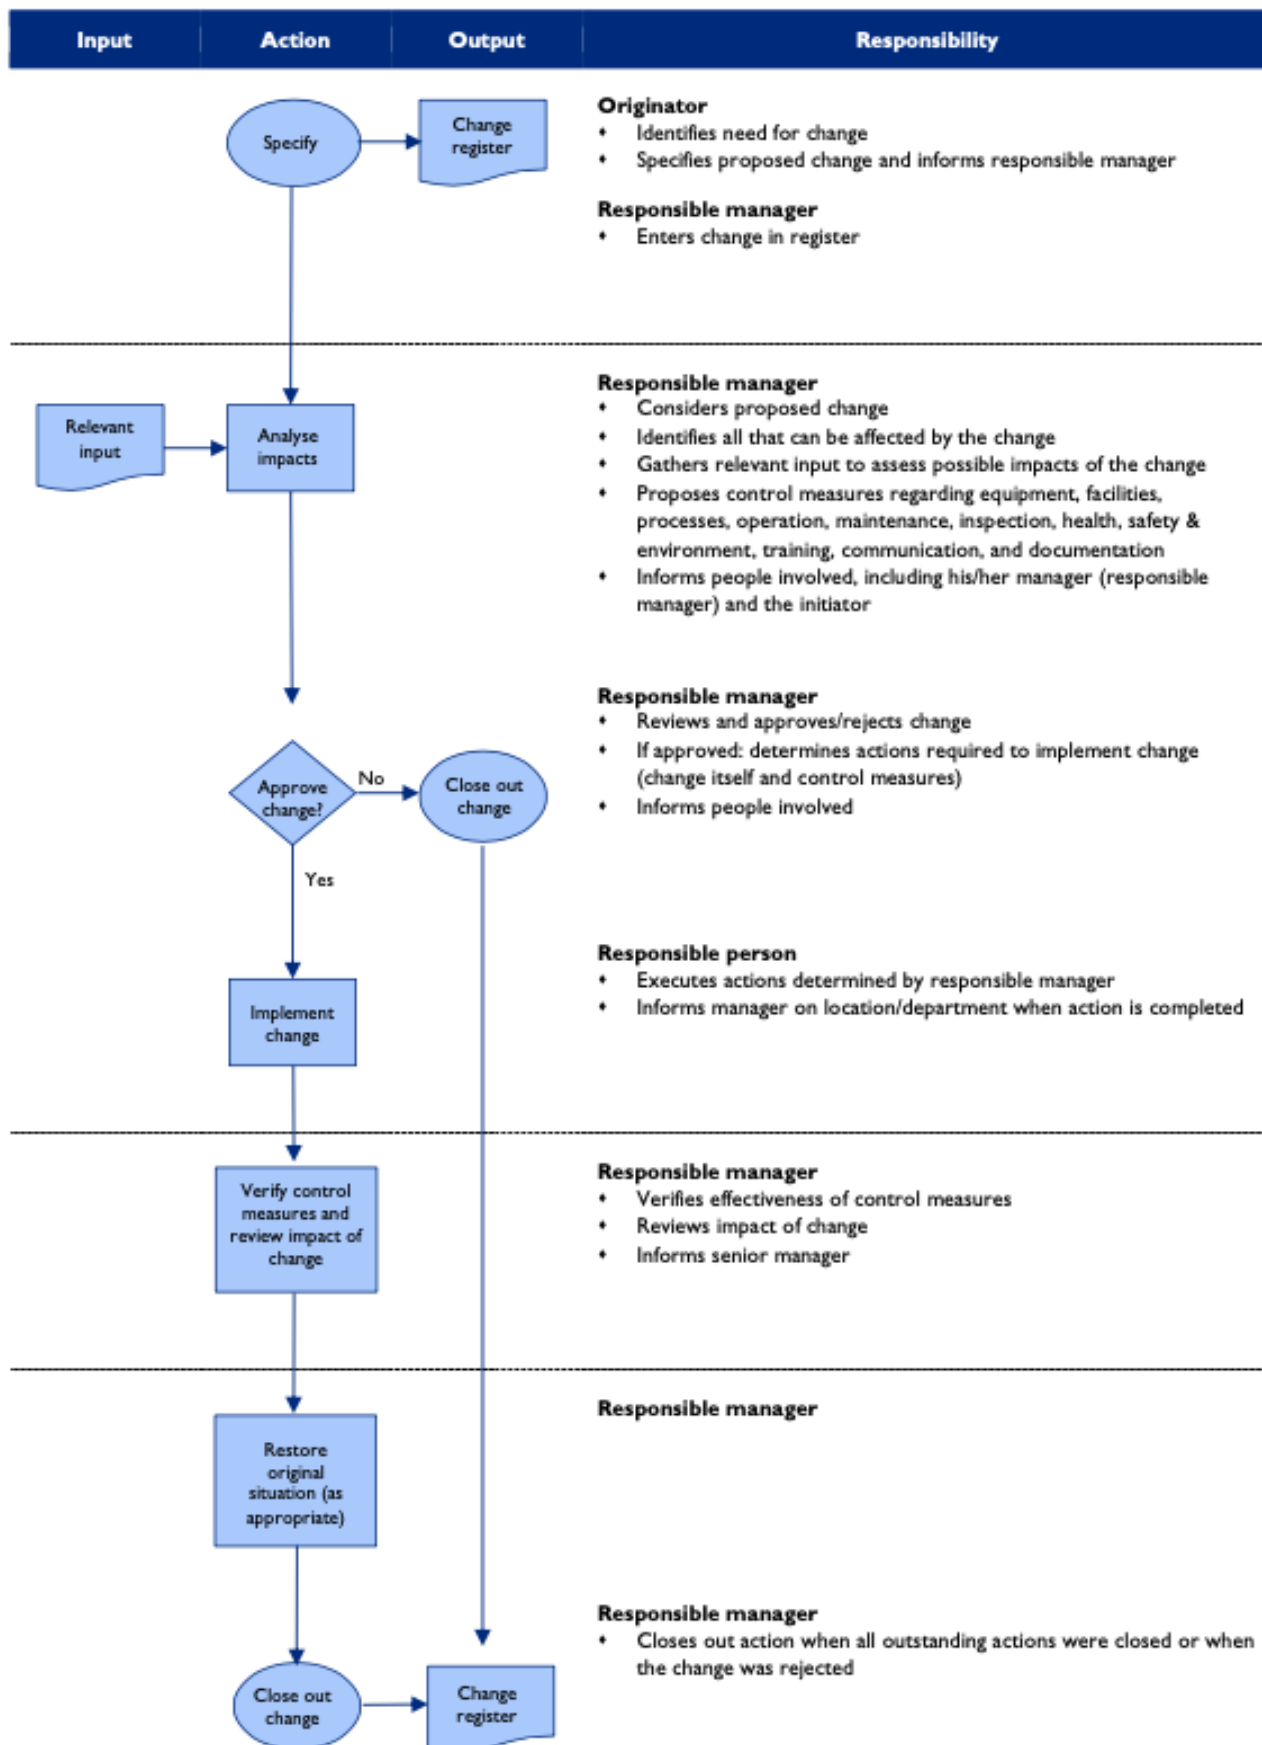 Input Action Output Responsibility
Specify
Change
register
Originator
• Identifies need for change
• Specifies proposed change and informs responsible manager
Responsible manager
• Enters change in register
Relevant
input
Analyse
impacts
Responsible manager
• Considers proposed change
• Identifies all that can be affected by the change
• Gathers relevant input to assess possible impacts of the change
• Proposes control measures regarding equipment, facilities,
processes, operation, maintenance, inspection, health, safety &
environment, training, communication, and documentation
• Informs people involved, including his/her manager (responsible
manager) and the initiator
Approve
change?
No
Close out
change
Yes
Responsible manager
• Reviews and approves/rejects change
• If approved: determines actions required to implement change
(change itself and control measures)
• Informs people involved
Implement
change
Responsible person
• Executes actions determined by responsible manager
• Informs manager on location/department when action is completed
Verify control
measures and
review impact of
change
Responsible manager
• Verifies effectiveness of control measures
• Reviews impact of change
• Informs senior manager
Restore
original
situation (as
appropriate)
Responsible manager
Close out
change
Change
register
Responsible manager
• Closes out action when all outstanding actions were closed or when
the change was rejected